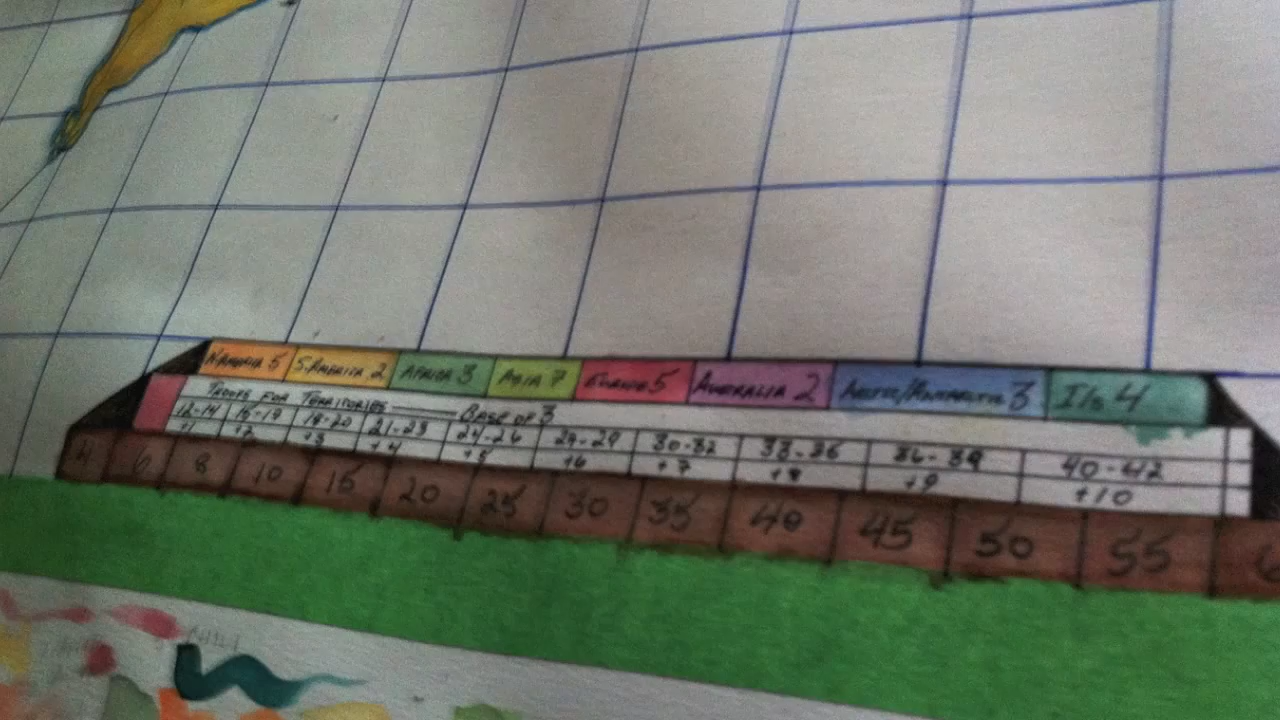 N.AMERICA 5 S.AMERICA 2 AFRICA 3 ASIA 7 EUROPE 5 AUSTRALIA 2 ARCTIC/ANTARCTIC 3 Ils 4
TROOPS FOR TERRITORIES BASE OF 3
12-14 15-17 18-20 21-23 24-26 27-29 30-32 33-35 36-39 40-42
+1 +2 +3 +4 +5 +6 +7 +8 +9 +10
4 6 8 10 15 20 25 30 35 40 45 50 55